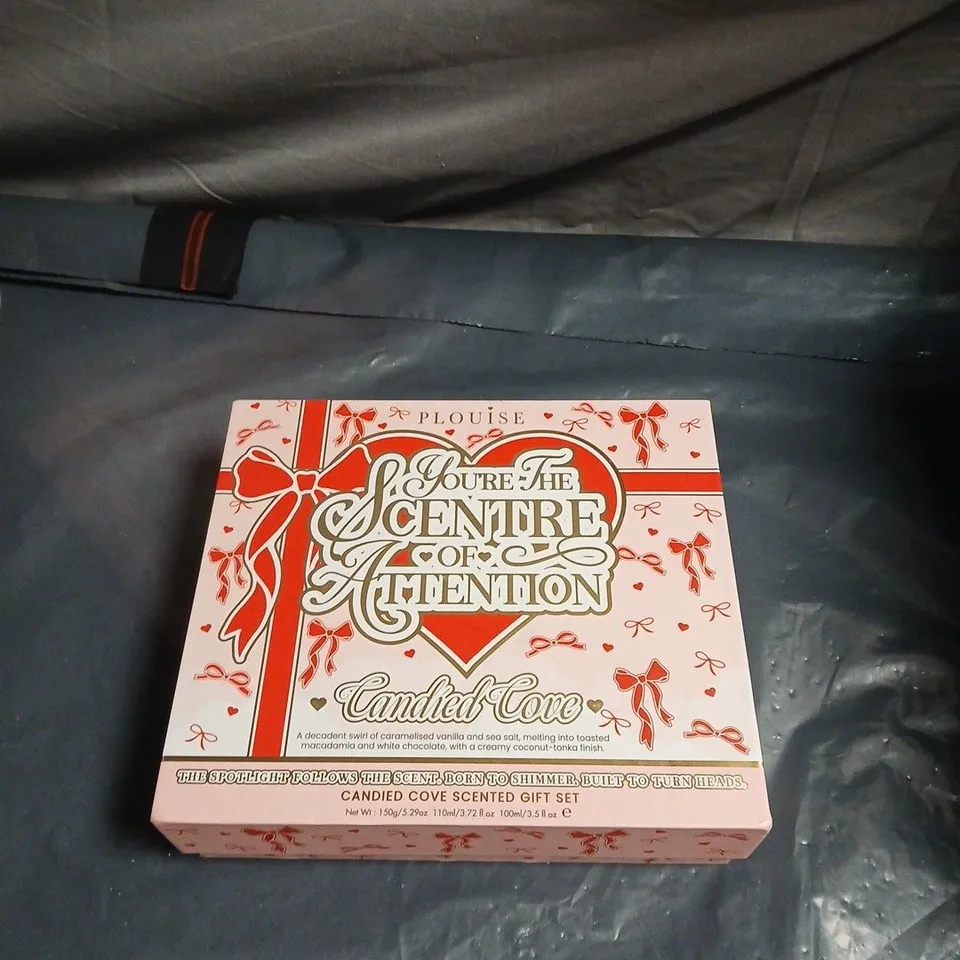 PLOUISE
YOU'RE THE
SCENTRE
OF
ATTENTION
Candied Cove
A decadent swirl of caramelised vanilla and sea salt, melting into toasted
macadamia and white chocolate, with a creamy coconut-tonka finish.
THE SPOTLIGHT FOLLOWS THE SCENT. BORN TO SHIMMER, BUILT TO TURN HEADS.
CANDIED COVE SCENTED GIFT SET
Net Wt : 150g/5.29oz 110ml/3.72 fl.oz 100ml/3.5 fl.oz ℮